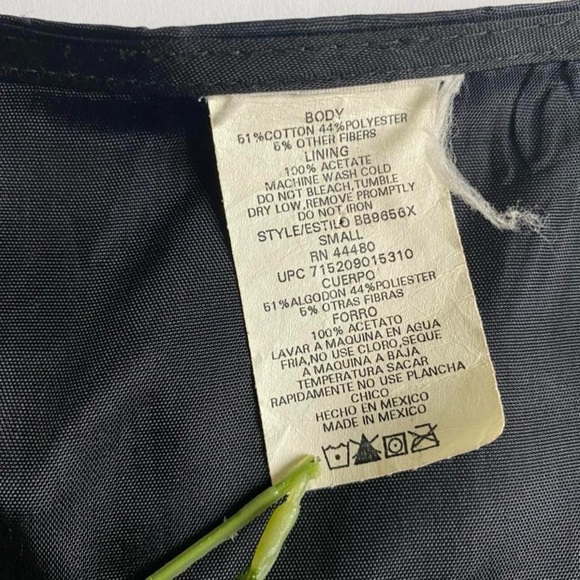 BODY
51%COTTON 44%POLYESTER
5% OTHER FIBERS
LINING
100% ACETATE
MACHINE WASH COLD
DO NOT BLEACH,TUMBLE
DRY LOW,REMOVE PROMPTLY
DO NOT IRON
STYLE/ESTILO BB9656X
SMALL
RN 44480
UPC 715209015310
CUERPO
51%ALGODON 44%POLIESTER
5% OTRAS FIBRAS
FORRO
100% ACETATO
LAVAR A MAQUINA EN AGUA
FRIA,NO USE CLORO,SEQUE
A MAQUINA A BAJA
TEMPERATURA SACAR
RAPIDAMENTE NO USE PLANCHA
CHICO
HECHO EN MEXICO
MADE IN MEXICO